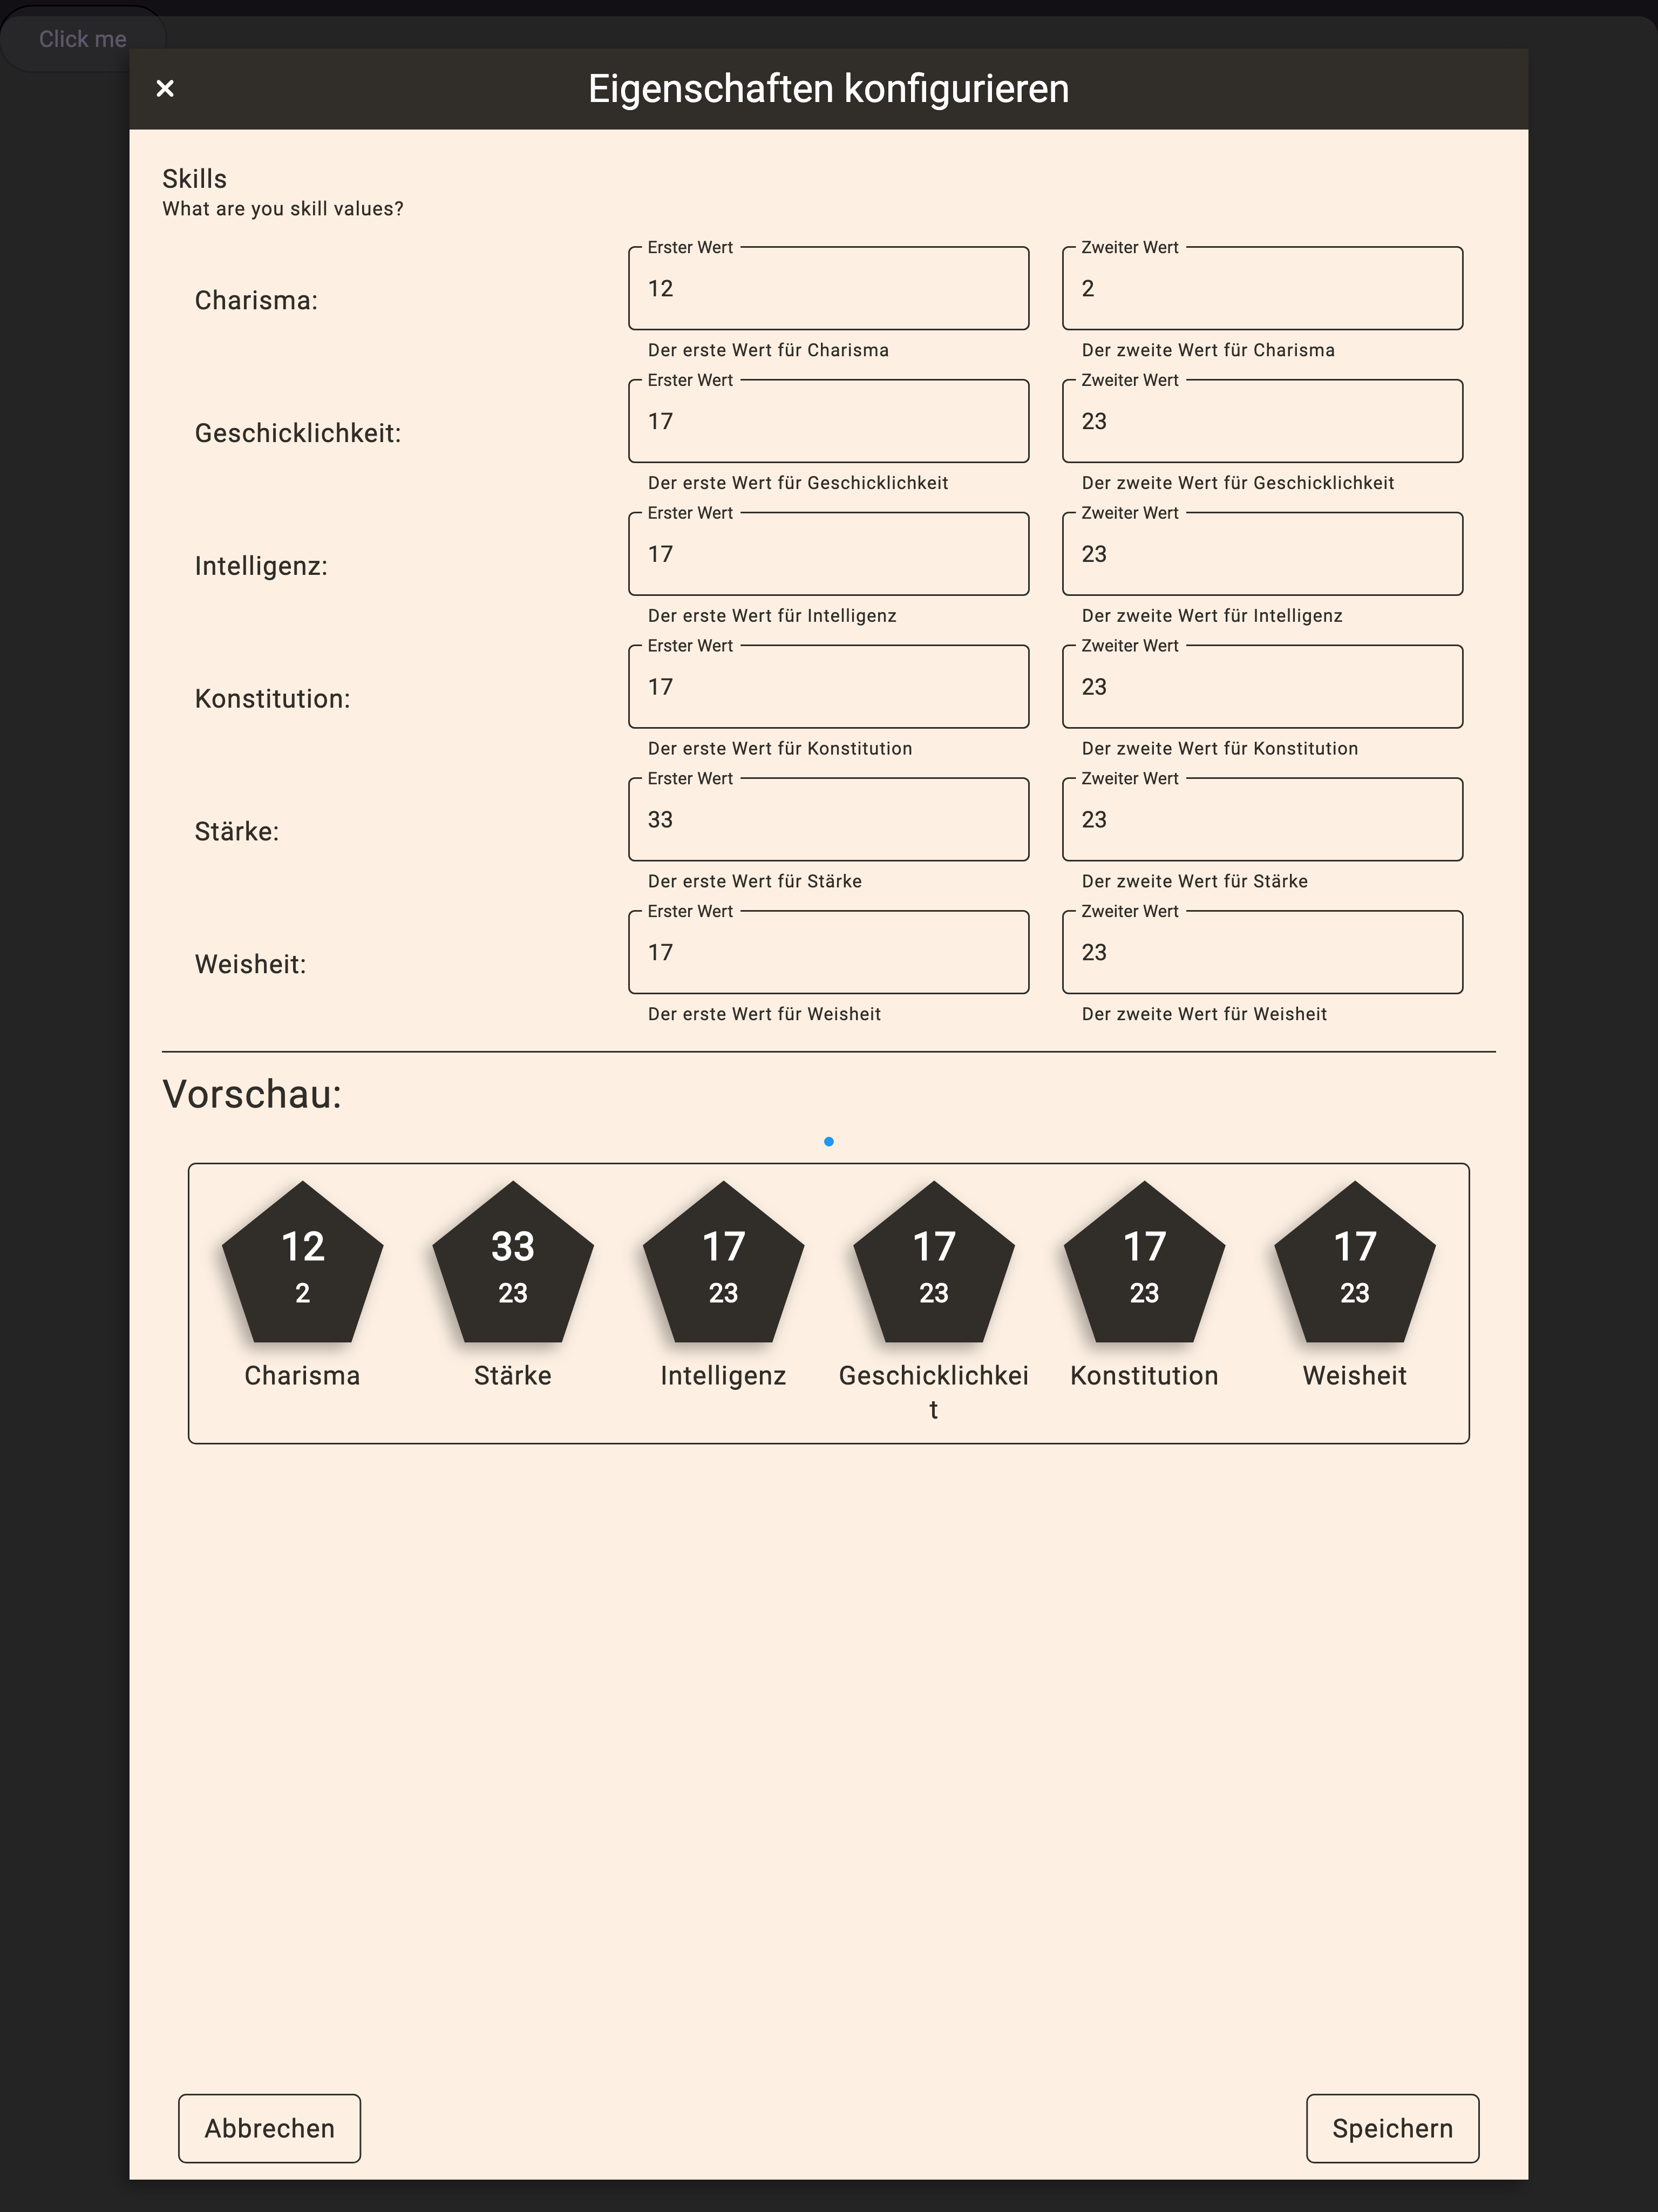 Click me
Eigenschaften konfigurieren
Skills
What are you skill values?
Charisma:
Erster Wert
12
Der erste Wert für Charisma
Zweiter Wert
2
Der zweite Wert für Charisma
Geschicklichkeit:
Erster Wert
17
Der erste Wert für Geschicklichkeit
Zweiter Wert
23
Der zweite Wert für Geschicklichkeit
Intelligenz:
Erster Wert
17
Der erste Wert für Intelligenz
Zweiter Wert
23
Der zweite Wert für Intelligenz
Konstitution:
Erster Wert
17
Der erste Wert für Konstitution
Zweiter Wert
23
Der zweite Wert für Konstitution
Stärke:
Erster Wert
33
Der erste Wert für Stärke
Zweiter Wert
23
Der zweite Wert für Stärke
Weisheit:
Erster Wert
17
Der erste Wert für Weisheit
Zweiter Wert
23
Der zweite Wert für Weisheit
Vorschau:
12
2
Charisma
33
23
Stärke
17
23
Intelligenz
17
23
Geschicklichkei
t
17
23
Konstitution
17
23
Weisheit
Abbrechen
Speichern